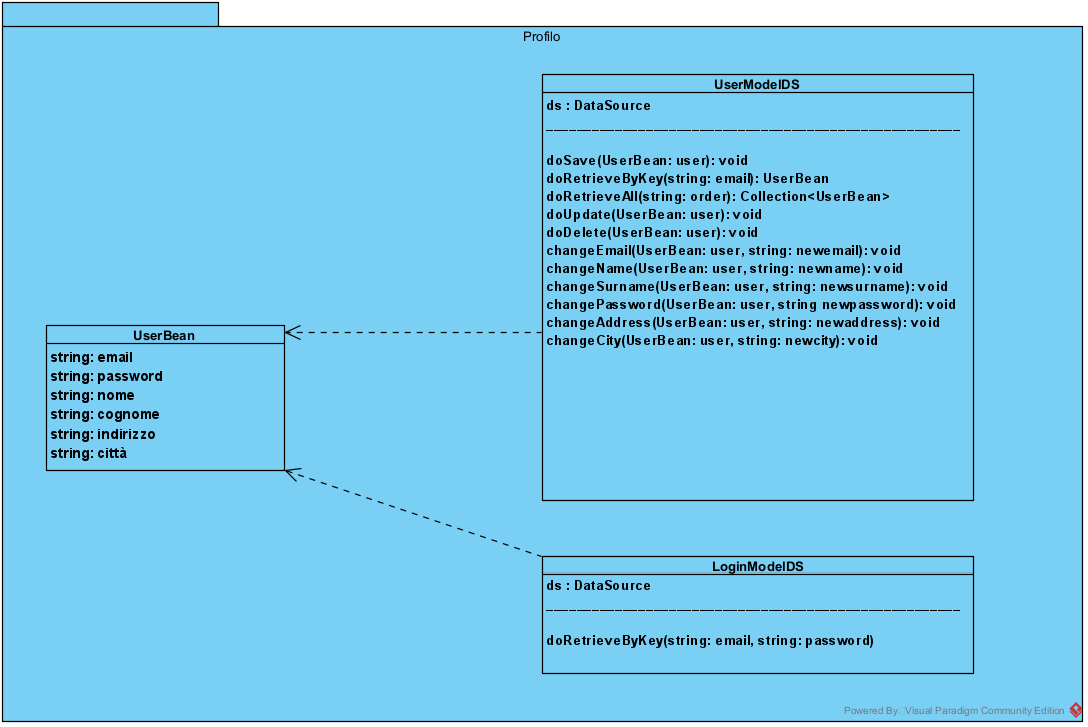 Profilo
UserModelDS
ds : DataSource
doSave(UserBean: user): void
doRetrieveByKey(string: email): UserBean
doRetrieveAll(string: order): Collection<UserBean>
doUpdate(UserBean: user): void
doDelete(UserBean: user): void
changeEmail(UserBean: user, string: newemail): void
changeName(UserBean: user, string: newname): void
changeSurname(UserBean: user, string: newsurname): void
changePassword(UserBean: user, string newpassword): void
changeAddress(UserBean: user, string: newaddress): void
changeCity(UserBean: user, string: newcity): void
UserBean
string: email
string: password
string: nome
string: cognome
string: indirizzo
string: città
LoginModelDS
ds : DataSource
doRetrieveByKey(string: email, string: password)
Powered By Visual Paradigm Community Edition